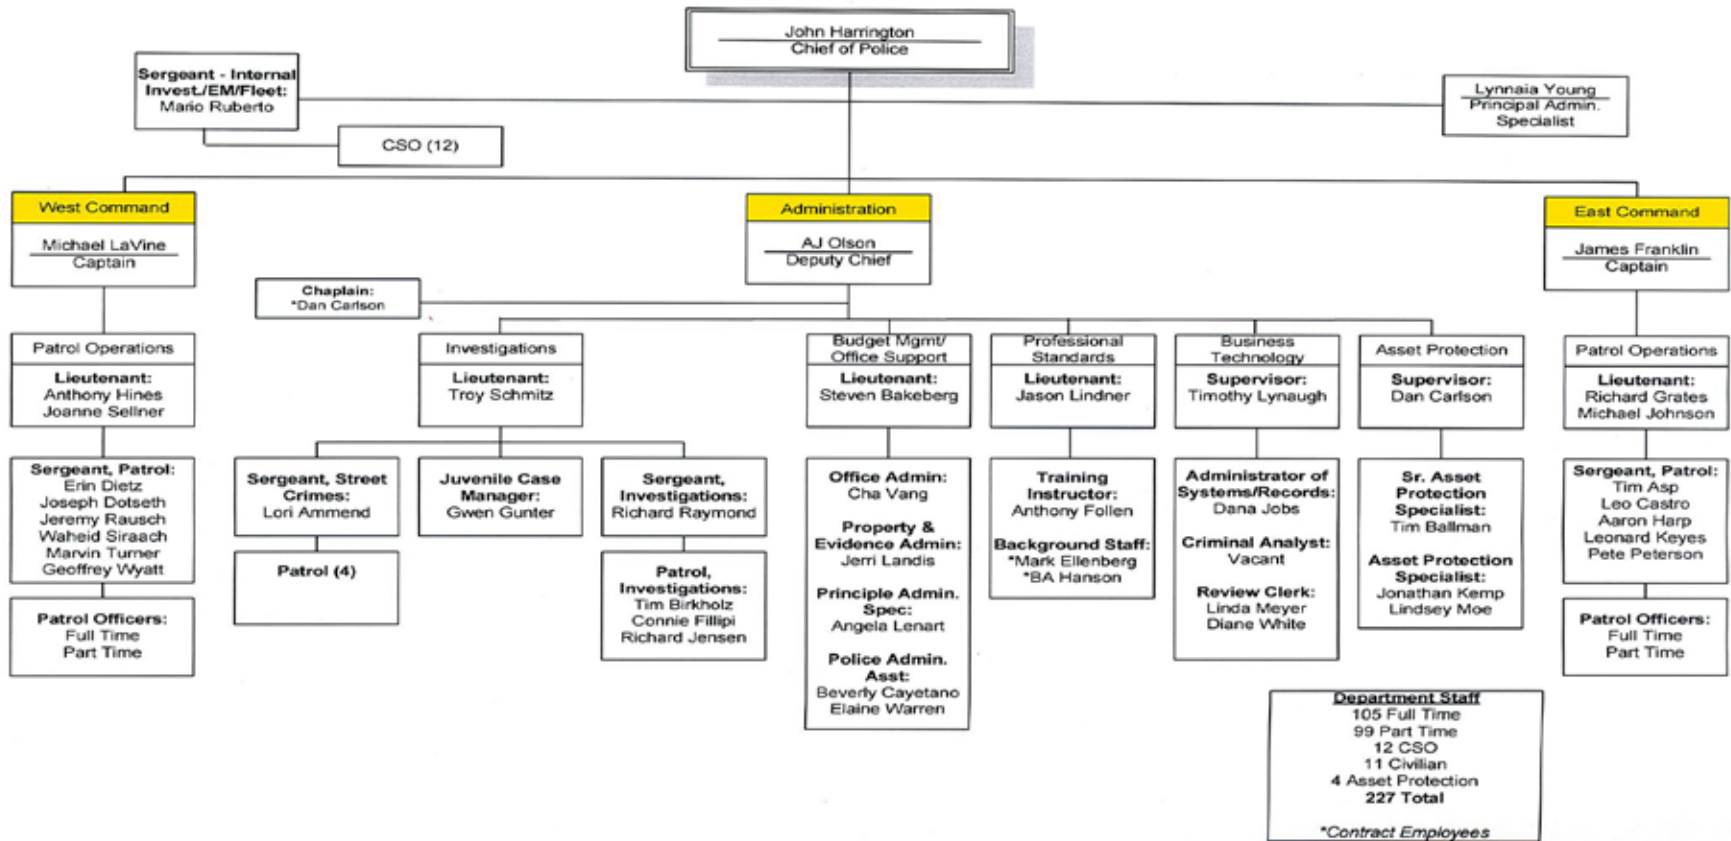 John Harrington
Chief of Police
Sergeant - Internal
Invest./EM/Fleet:
Mario Ruberto
CSO (12)
Lynnaia Young
Principal Admin.
Specialist
West Command
Michael LaVine
Captain
Administration
AJ Olson
Deputy Chief
East Command
James Franklin
Captain
Chaplain:
*Dan Carlson
Patrol Operations
Lieutenant:
Anthony Hines
Joanne Sellner
Investigations
Lieutenant:
Troy Schmitz
Budget Mgmt/
Office Support
Lieutenant:
Steven Bakeberg
Professional
Standards
Lieutenant:
Jason Lindner
Business
Technology
Supervisor:
Timothy Lynaugh
Asset Protection
Supervisor:
Dan Carlson
Patrol Operations
Lieutenant:
Richard Grates
Michael Johnson
Sergeant, Patrol:
Erin Dietz
Joseph Dotseth
Jeremy Rausch
Waheid Siraach
Marvin Turner
Geoffrey Wyatt
Patrol Officers:
Full Time
Part Time
Sergeant, Street
Crimes:
Lori Ammend
Patrol (4)
Juvenile Case
Manager:
Gwen Gunter
Sergeant,
Investigations:
Richard Raymond
Patrol,
Investigations:
Tim Birkholz
Connie Fillipi
Richard Jensen
Office Admin:
Cha Vang
Property &
Evidence Admin:
Jerri Landis
Principle Admin.
Spec:
Angela Lenart
Police Admin.
Asst:
Beverly Cayetano
Elaine Warren
Training
Instructor:
Anthony Follen
Background Staff:
*Mark Ellenberg
*BA Hanson
Administrator of
Systems/Records:
Dana Jobs
Criminal Analyst:
Vacant
Review Clerk:
Linda Meyer
Diane White
Sr. Asset
Protection
Specialist:
Tim Ballman
Asset Protection
Specialist:
Jonathan Kemp
Lindsey Moe
Sergeant, Patrol:
Tim Asp
Leo Castro
Aaron Harp
Leonard Keyes
Pete Peterson
Patrol Officers:
Full Time
Part Time
Department Staff
105 Full Time
99 Part Time
12 CSO
11 Civilian
4 Asset Protection
227 Total
*Contract Employees